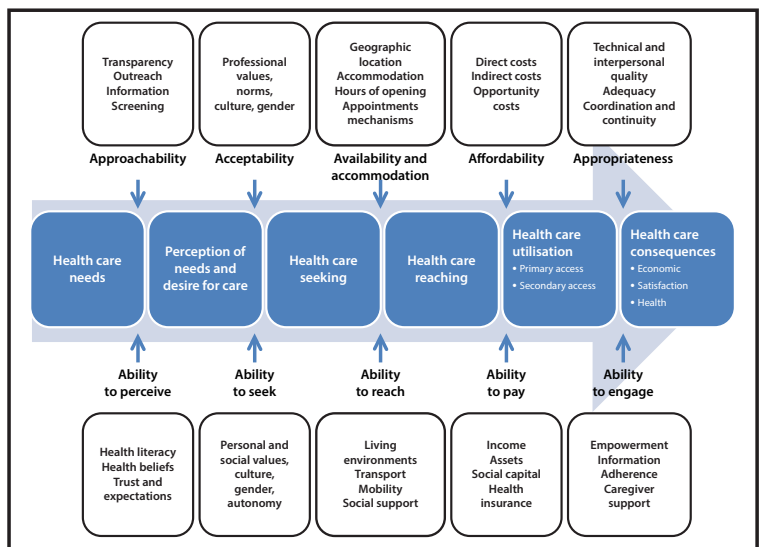 Transparency
Outreach
Information
Screening
Professional
values,
norms,
culture, gender
Geographic
location
Accommodation
Hours of opening
Appointments
mechanisms
Direct costs
Indirect costs
Opportunity
costs
Technical and
interpersonal
quality
Adequacy
Coordination and
continuity
Approachability
Acceptability
Availability and
accommodation
Affordability
Appropriateness
Health care
needs
Perception of
needs and
desire for care
Health care
seeking
Health care
reaching
Health care
utilisation
• Primary access
• Secondary access
Health care
consequences
• Economic
• Satisfaction
• Health
Ability
to perceive
Ability
to seek
Ability
to reach
Ability
to pay
Ability
to engage
Health literacy
Health beliefs
Trust and
expectations
Personal and
social values,
culture,
gender,
autonomy
Living
environments
Transport
Mobility
Social support
Income
Assets
Social capital
Health
insurance
Empowerment
Information
Adherence
Caregiver
support